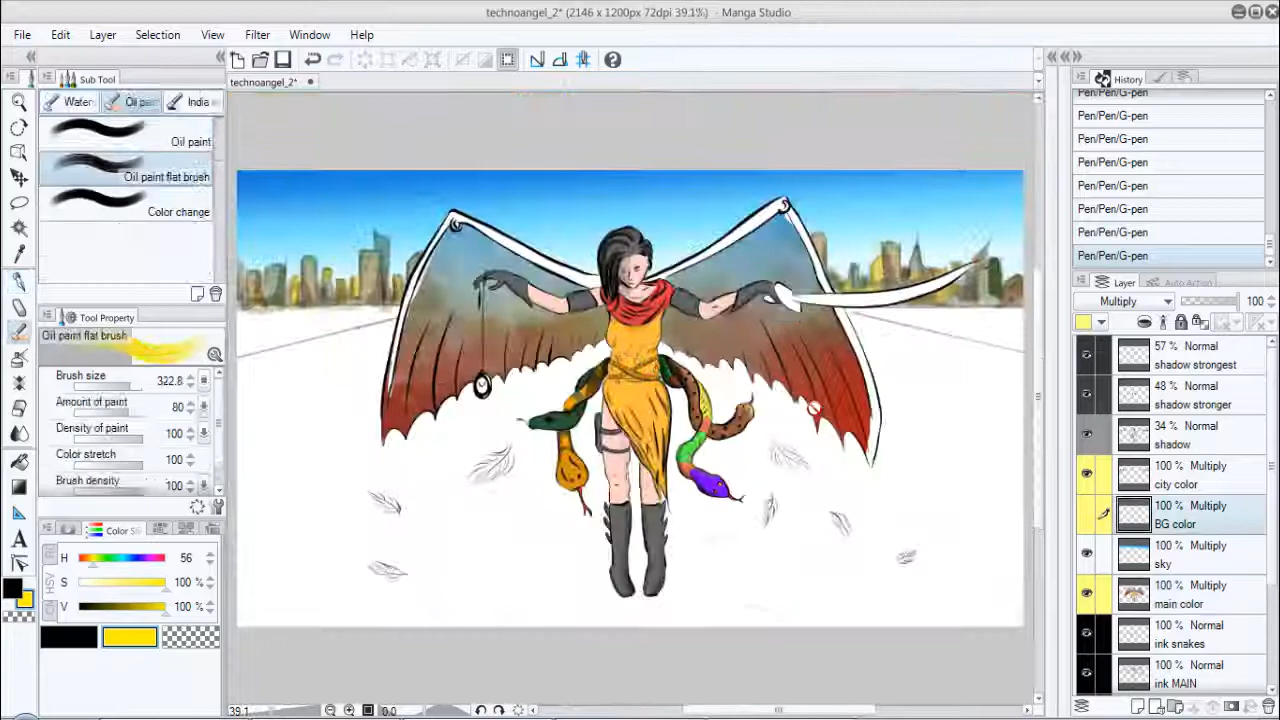 technoangel_2* (2146 x 1200px 72dpi 39.1%) - Manga Studio
File Edit Layer Selection View Filter Window Help
Sub Tool
technoangel_2*
History
Water Oil pain India
Oil paint
Oil paint flat brush
Color change
Pen/Pen/G-pen
Pen/Pen/G-pen
Pen/Pen/G-pen
Pen/Pen/G-pen
Pen/Pen/G-pen
Pen/Pen/G-pen
Pen/Pen/G-pen
Pen/Pen/G-pen
Tool Property
Oil paint flat brush
Brush size 322.8
Amount of paint 80
Density of paint 100
Color stretch 100
Brush density 100
Color
H 56
S 100 %
V 100 %
HSV
Layer Auto Action
Multiply 100
57 % Normal
shadow strongest
48 % Normal
shadow stronger
34 % Normal
shadow
100 % Multiply
city color
100 % Multiply
BG color
100 % Multiply
sky
100 % Multiply
main color
100 % Normal
ink snakes
100 % Normal
ink MAIN
39.1 0.0